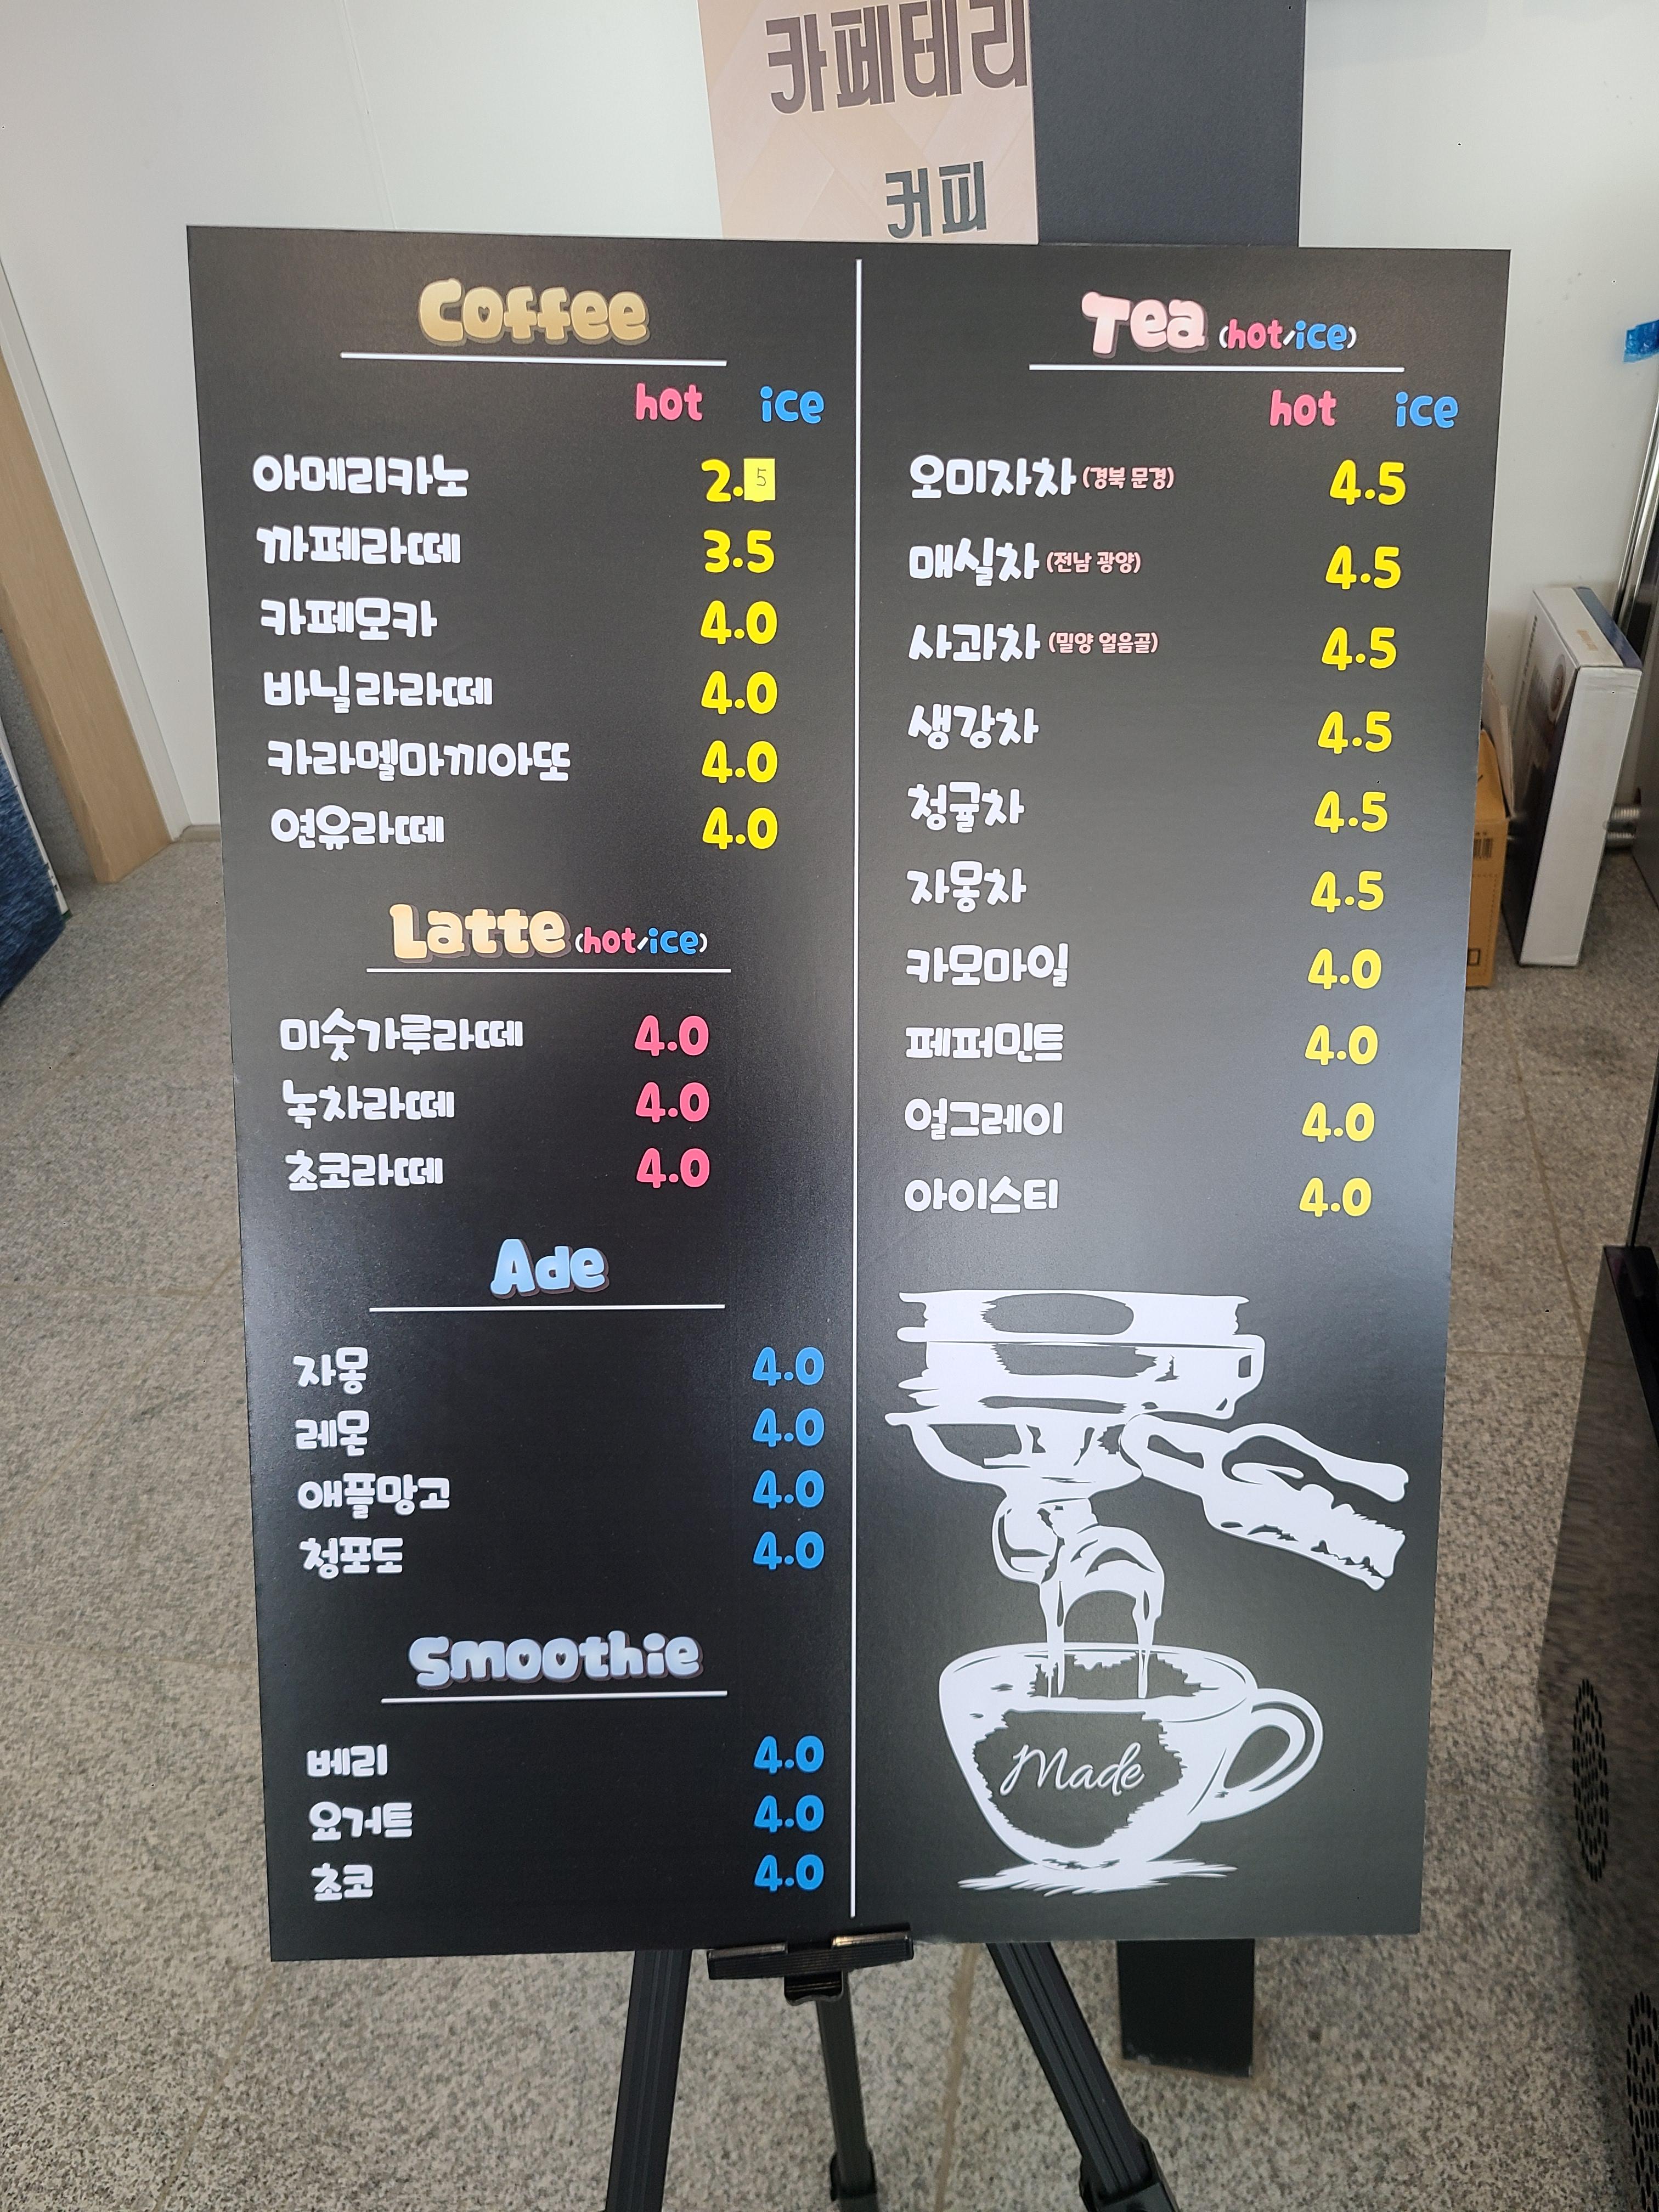 카페테리
커피
Coffee
hot ice
아메리카노 2.5
까페라떼 3.5
카페모카 4.0
바닐라라떼 4.0
카라멜마끼아또 4.0
연유라떼 4.0
Latte (hot/ice)
미숫가루라떼 4.0
녹차라떼 4.0
초코라떼 4.0
Ade
자몽 4.0
레몬 4.0
애플망고 4.0
청포도 4.0
Smoothie
베리 4.0
요거트 4.0
초코 4.0
Tea (hot/ice)
hot ice
오미자차 (경북 문경) 4.5
매실차 (전남 광양) 4.5
사과차 (밀양 얼음골) 4.5
생강차 4.5
청귤차 4.5
자몽차 4.5
카모마일 4.0
페퍼민트 4.0
얼그레이 4.0
아이스티 4.0
Made